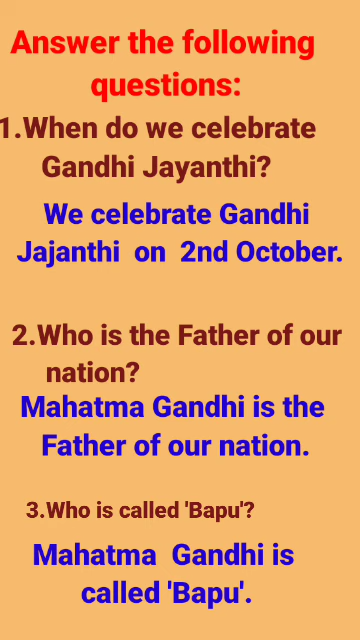 Answer the following
questions:
1.When do we celebrate
Gandhi Jayanthi?
We celebrate Gandhi
Jajanthi on 2nd October.
2.Who is the Father of our
nation?
Mahatma Gandhi is the
Father of our nation.
3.Who is called 'Bapu'?
Mahatma Gandhi is
called 'Bapu'.